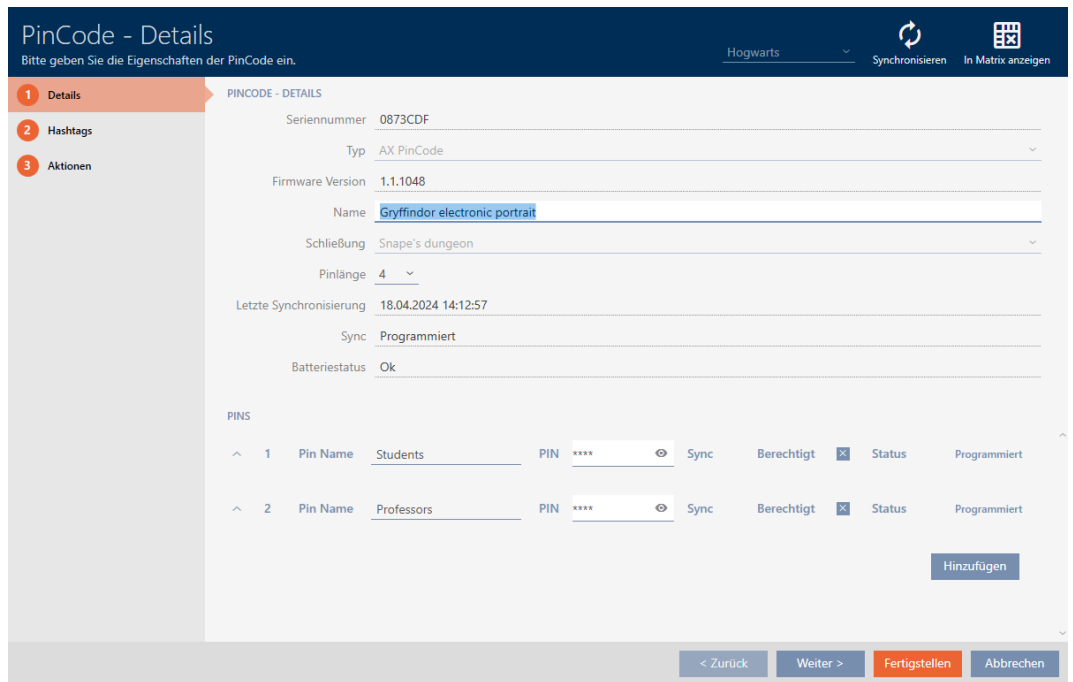 PinCode - Details
Bitte geben Sie die Eigenschaften der PinCode ein.
Hogwarts
Synchronisieren
In Matrix anzeigen
1 Details
2 Hashtags
3 Aktionen
PINCODE - DETAILS
Seriennummer 0873CDF
Typ AX PinCode
Firmware Version 1.1.1048
Name Gryffindor electronic portrait
Schließung Snape's dungeon
Pinlänge 4
Letzte Synchronisierung 18.04.2024 14:12:57
Sync Programmiert
Batteriestatus Ok
PINS
1 Pin Name Students PIN **** Sync Berechtigt Status Programmiert
2 Pin Name Professors PIN **** Sync Berechtigt Status Programmiert
Hinzufügen
< Zurück Weiter > Fertigstellen Abbrechen